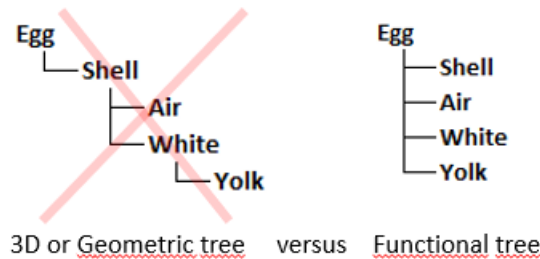 Egg
Shell
Air
White
Yolk
Egg
Shell
Air
White
Yolk
3D or Geometric tree versus Functional tree